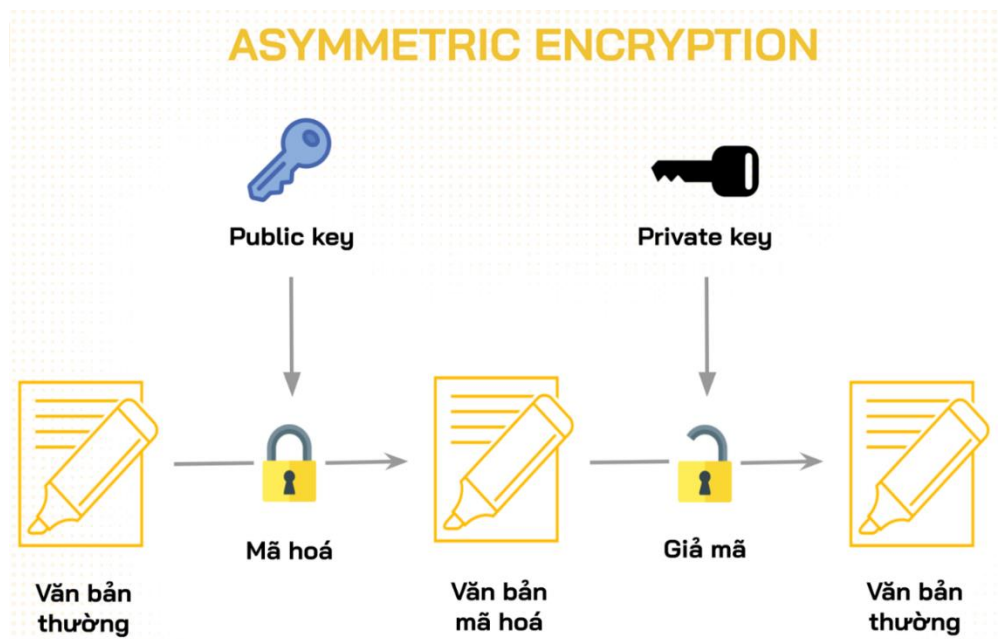 ASYMMETRIC ENCRYPTION
Public key
Private key
Mã hoá
Giả mã
Văn bản
thường
Văn bản
mã hoá
Văn bản
thường